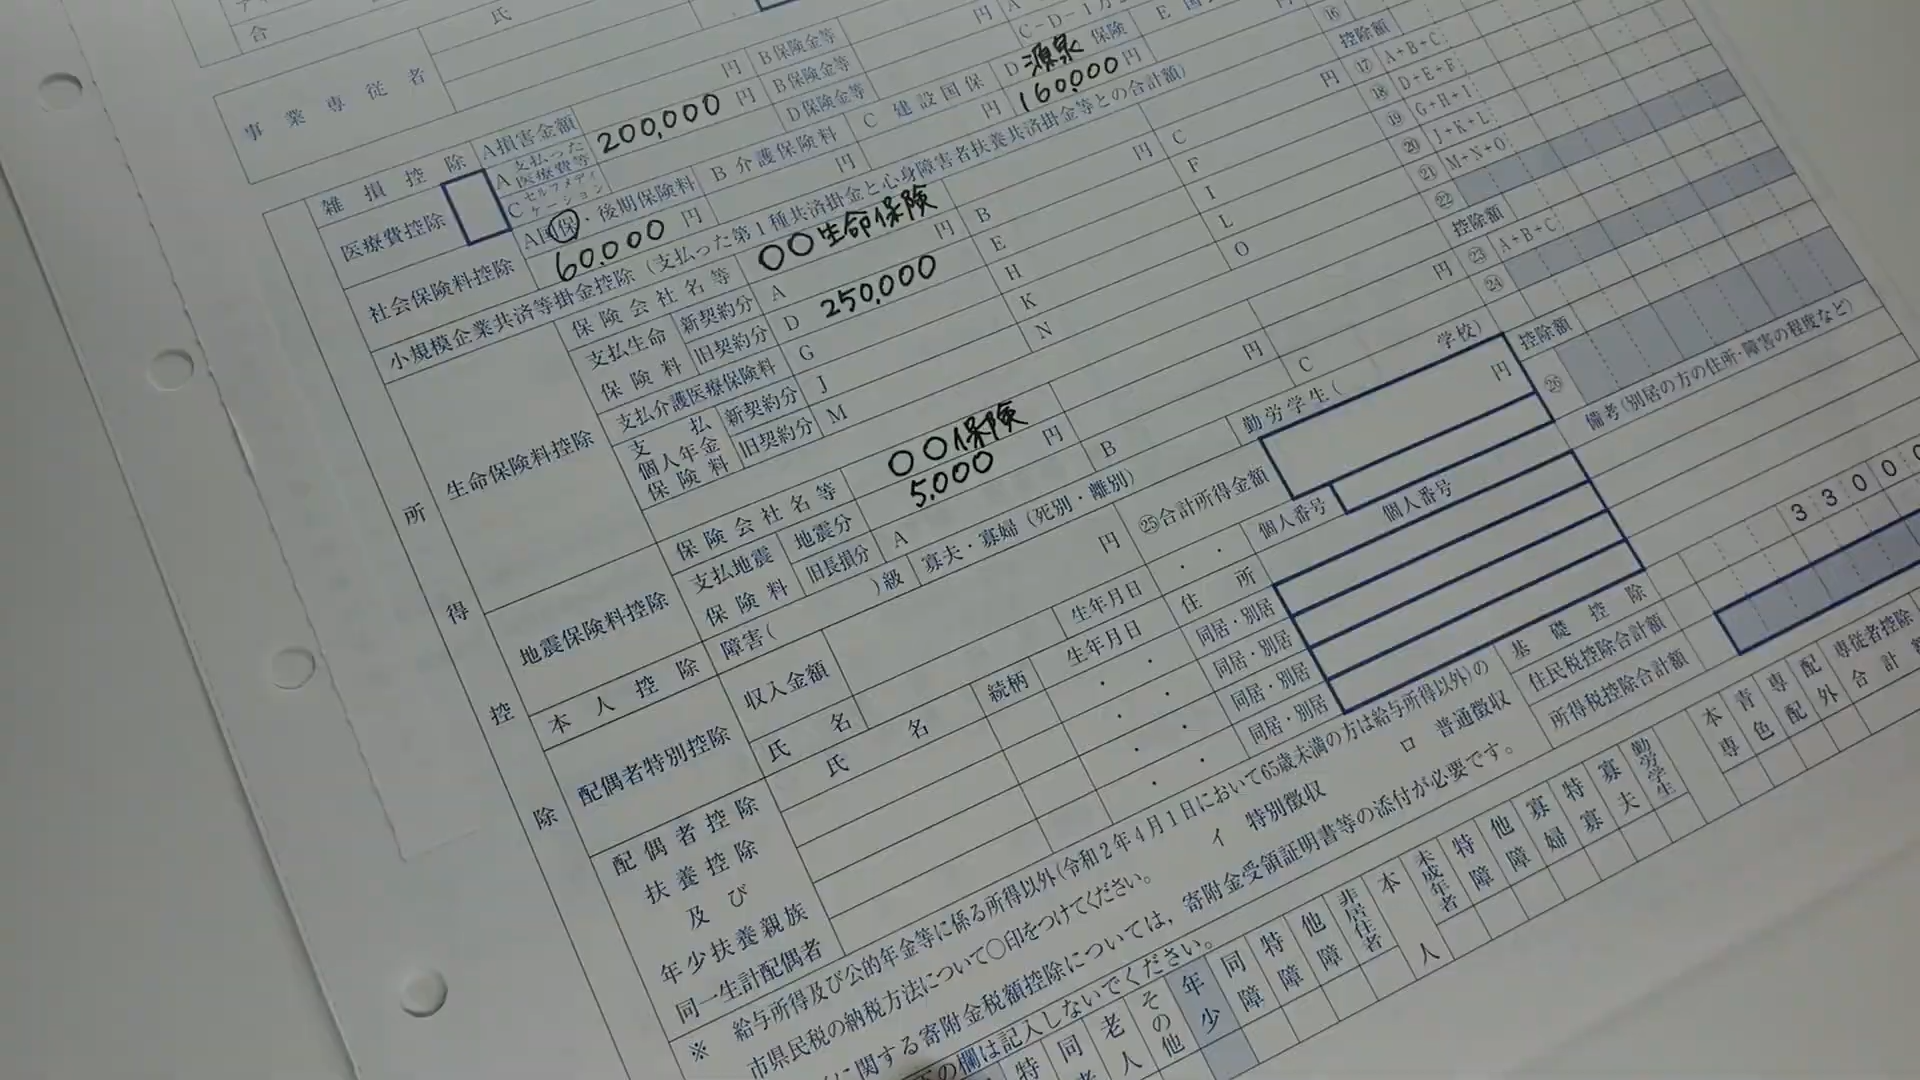 合
氏
事業専従者
円
B保険金等
円
C-D-1万
E
雑損控除
A損害金額
円
B保険金等
医療費控除
A支払った医療費等
200,000
円
D保険金等
Cセルフメディケーション
社会保険料控除
A国保・後期保険料
60,000
円
B 介護保険料
円
C 建設国保
円
D 源泉 保険
160,000
円
小規模企業共済等掛金控除
(支払った第1種共済掛金と心身障害者扶養共済掛金等との合計額)
円
所得控除
生命保険料控除
保険会社名等
〇〇生命保険
支払生命保険料
新契約分
A
円
B
C
旧契約分
D
250,000
E
F
支払介護医療保険料
G
H
I
支払個人年金保険料
新契約分
J
K
L
旧契約分
M
N
O
地震保険料控除
保険会社名等
〇〇保険
支払地震保険料
地震分
5,000
円
円
円
旧長損分
A
B
C
本人控除
障害(
)級
寡夫・寡婦(死別・離別)
勤労学生(
学校)
配偶者特別控除
収入金額
円
㉕合計所得金額
円
氏名
生年月日
個人番号
配偶者控除
扶養控除
及び
年少扶養親族
同一生計配偶者
氏名
続柄
生年月日
住所
個人番号
同居・別居
同居・別居
同居・別居
同居・別居
⑯
控除額
⑰
A+B+C
⑱
D+E+F
⑲
G+H+I
⑳
J+K+L
㉑
M+N+O
㉒
控除額
㉓
A+B+C
㉔
控除額
㉖
備考(別居の方の住所・障害の程度など)
基礎控除
33000
住民税控除合計額
所得税控除合計額
※ 給与所得及び公的年金等に係る所得以外(令和2年4月1日において65歳未満の方は給与所得以外)の
市県民税の納税方法について〇印をつけてください。
イ 特別徴収
ロ 普通徴収
に関する寄附金税額控除については,寄附金受領証明書等の添付が必要です。
の欄は記入しないでください。
特
同老人
その他
年少
同障
特障
他障
非居住者
本人
未成年者
特障
他障
寡婦
特寡
寡夫
勤労学生
本専
青色
専配
配外
専従者控除
合計